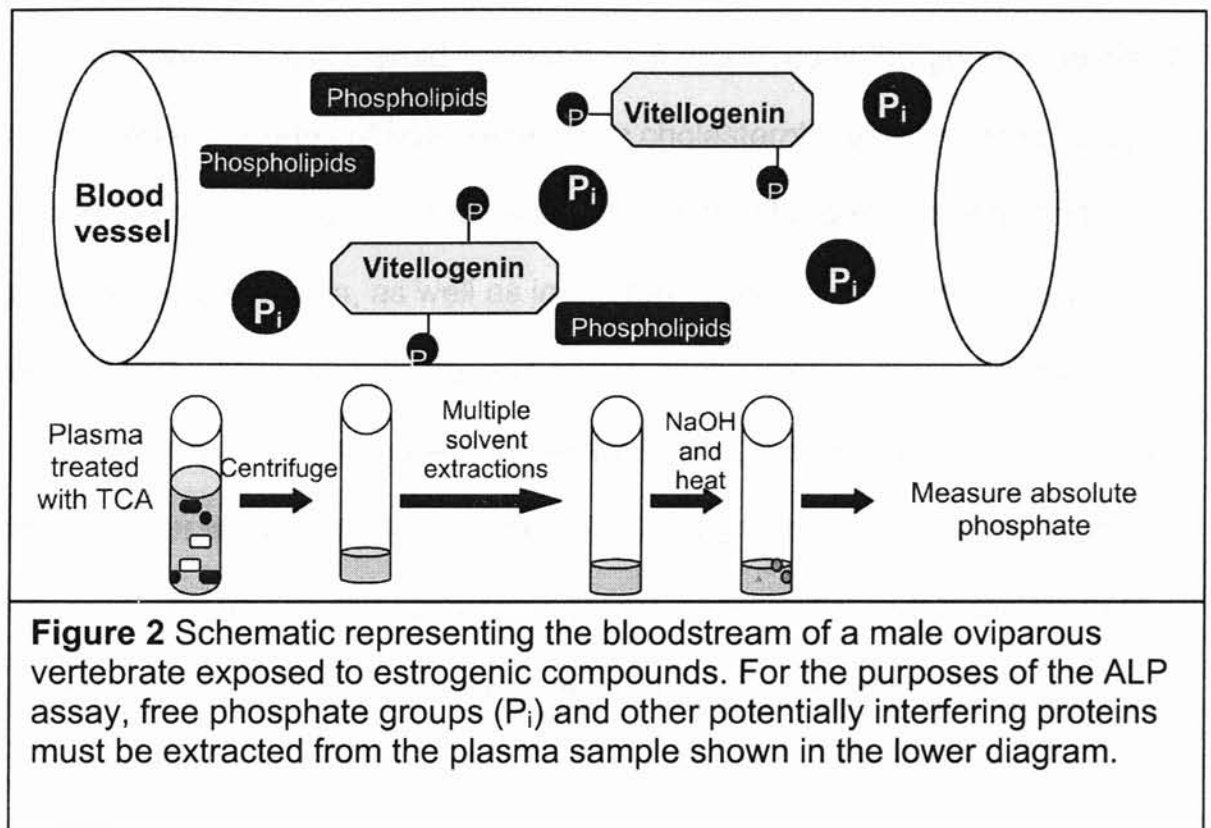 Phospholipids
P
Vitellogenin
Pi
Phospholipids
Pi
P
Blood
vessel
P
Vitellogenin
Pi
as well as
Pi
Phospholipids
P
Plasma
treated
with TCA
Centrifuge
Multiple
solvent
extractions
NaOH
and
heat
Measure absolute
phosphate
Figure 2 Schematic representing the bloodstream of a male oviparous
vertebrate exposed to estrogenic compounds. For the purposes of the ALP
assay, free phosphate groups (Pi) and other potentially interfering proteins
must be extracted from the plasma sample shown in the lower diagram.